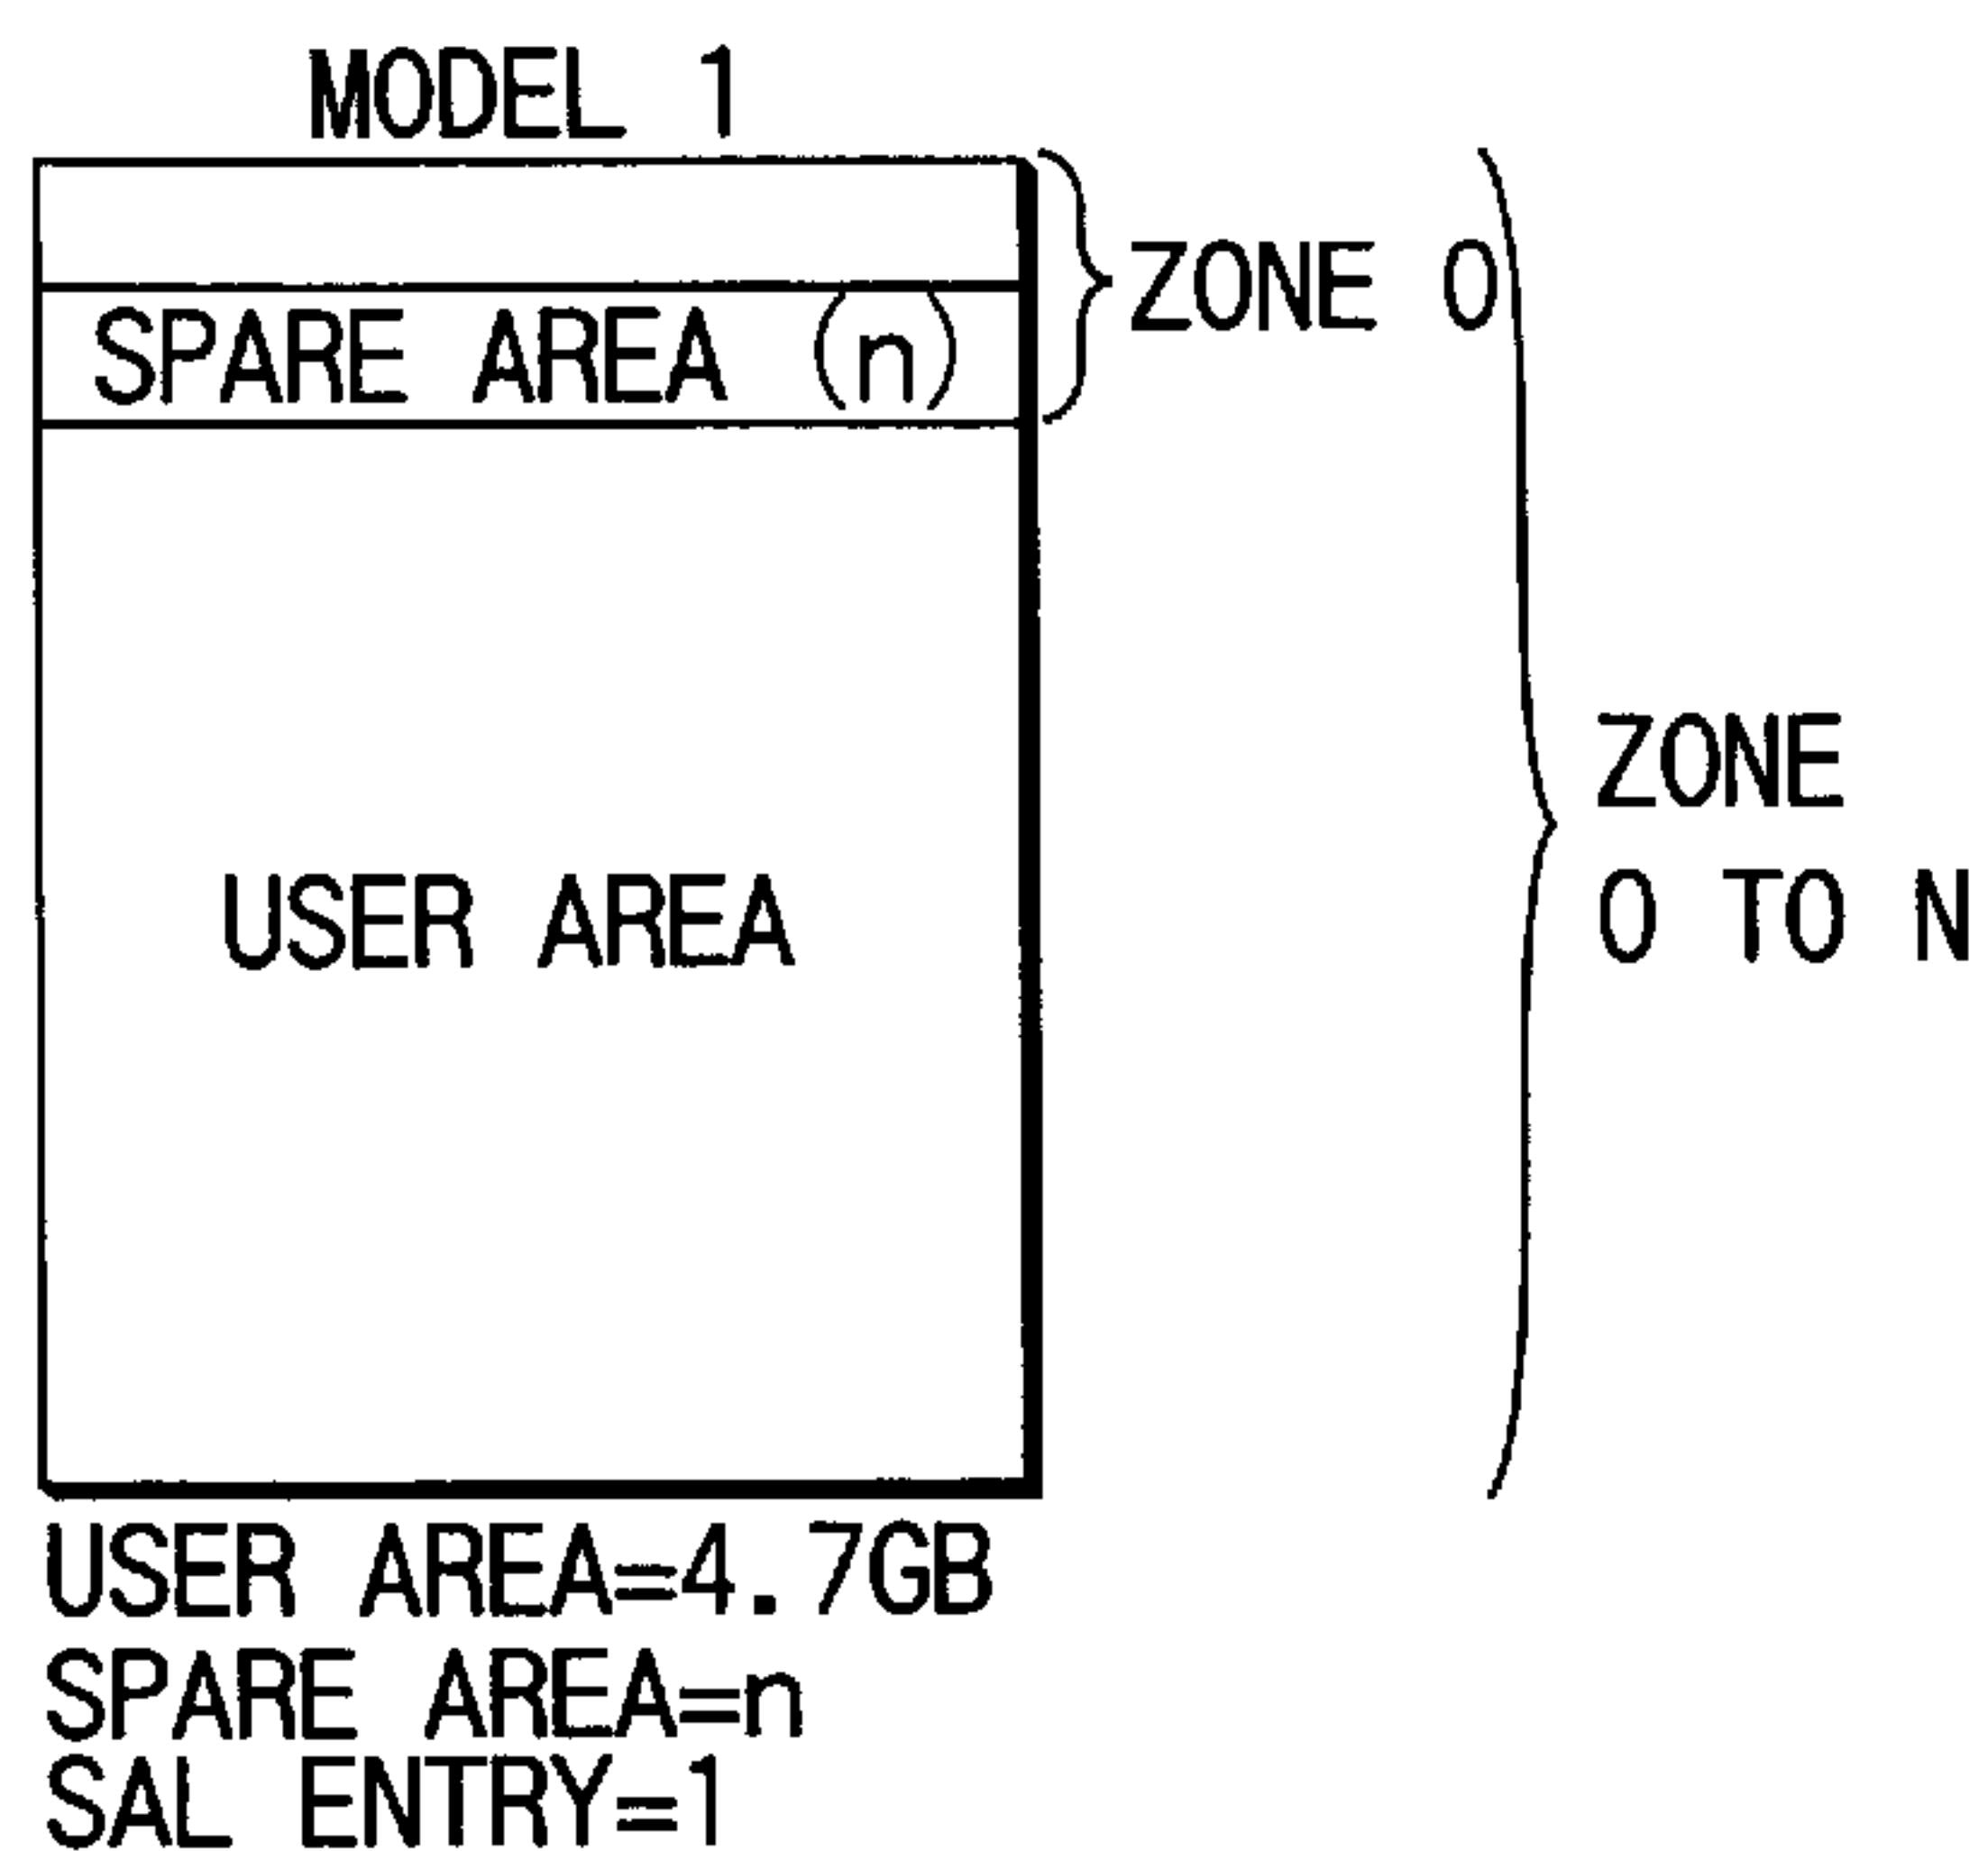 MODEL 1
ZONE 0
SPARE AREA (n)
ZONE
0 TO N
USER AREA
USER AREA=4.7GB
SPARE AREA=n
SAL ENTRY=1